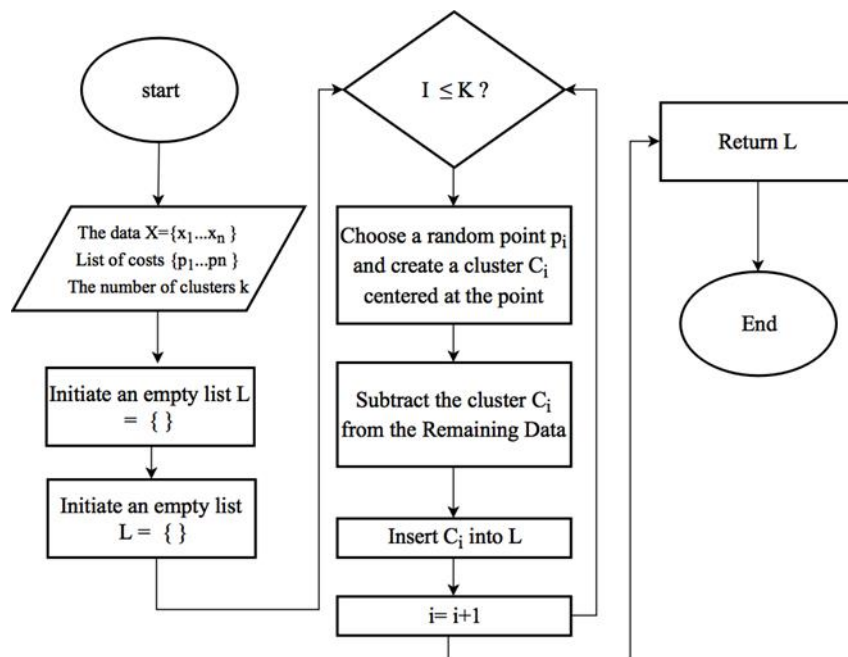 start
The data X={x₁...xₙ }
List of costs {p₁...pn }
The number of clusters k
Initiate an empty list L
= { }
Initiate an empty list
L = { }
I ≤ K ?
Choose a random point pᵢ
and create a cluster Cᵢ
centered at the point
Subtract the cluster Cᵢ
from the Remaining Data
Insert Cᵢ into L
i= i+1
Return L
End